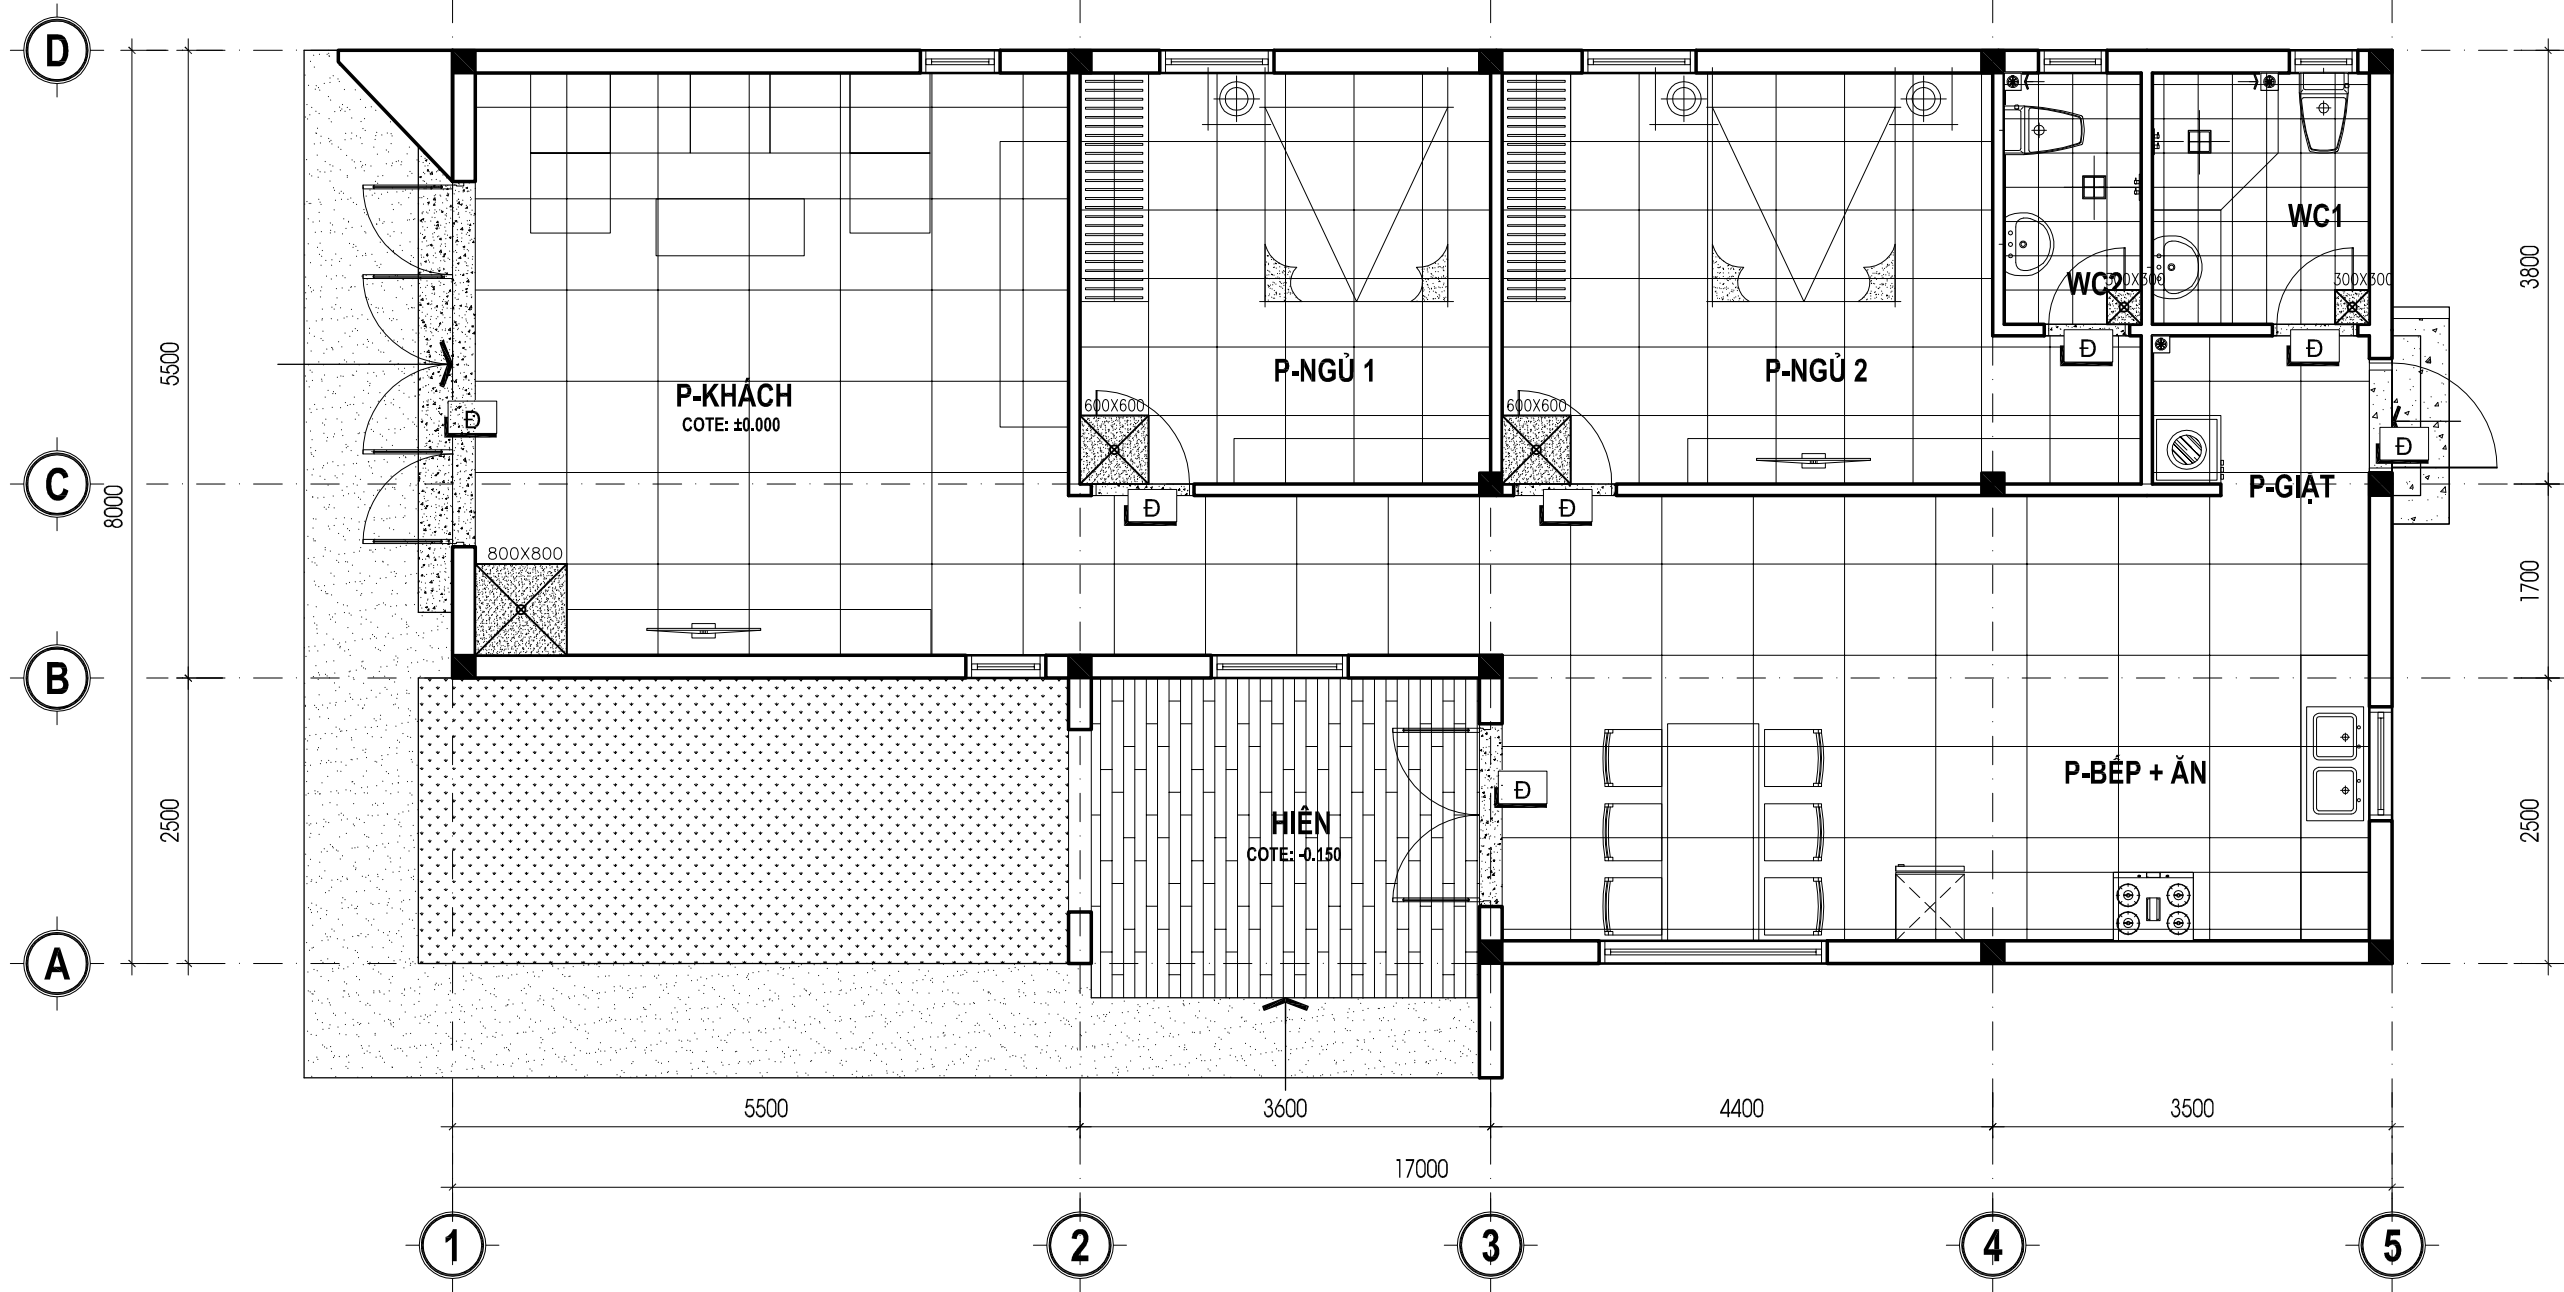 D
WC1
3800
WC2
300X300
300X300
5500
Đ
Đ
P-NGỦ 1
P-NGỦ 2
P-KHÁCH
COTE: ±0.000
600X600
600X600
Đ
Đ
C
P-GIẶT
8000
Đ
Đ
800X800
1700
B
P-BẾP + ĂN
Đ
2500
HIÊN
COTE: -0.150
2500
A
5500
3600
4400
3500
17000
1
2
3
4
5